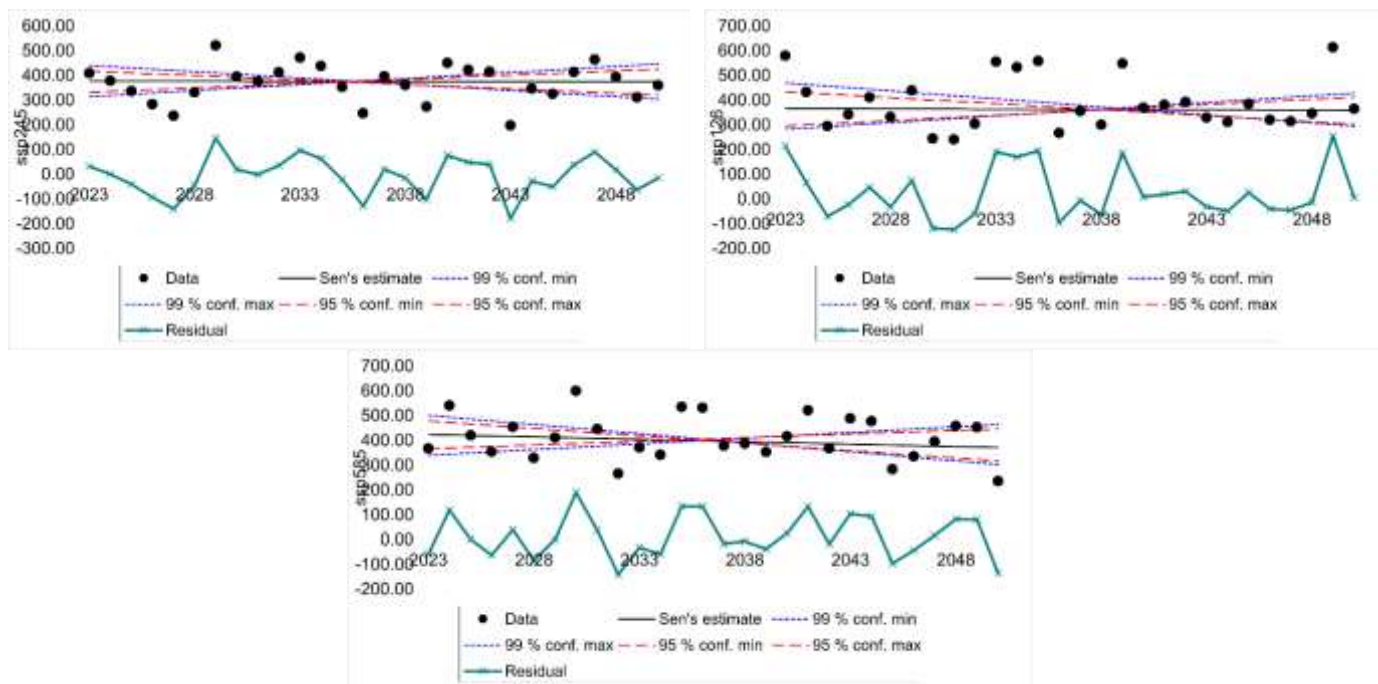 ssp245
600.00
500.00
400.00
300.00
200.00
100.00
0.00
-100.00
-200.00
-300.00
2023 2028 2033 2038 2043 2048
Data Sen's estimate 99 % conf. min
99 % conf. max 95 % conf. min 95 % conf. max
Residual
ssp126
700.00
600.00
500.00
400.00
300.00
200.00
100.00
0.00
-100.00
-200.00
2023 2028 2033 2038 2043 2048
Data Sen's estimate 99 % conf. min
99 % conf. max 95 % conf. min 95 % conf. max
Residual
ssp585
700.00
600.00
500.00
400.00
300.00
200.00
100.00
0.00
-100.00
-200.00
2023 2028 2033 2038 2043 2048
Data Sen's estimate 99 % conf. min
99 % conf. max 95 % conf. min 95 % conf. max
Residual